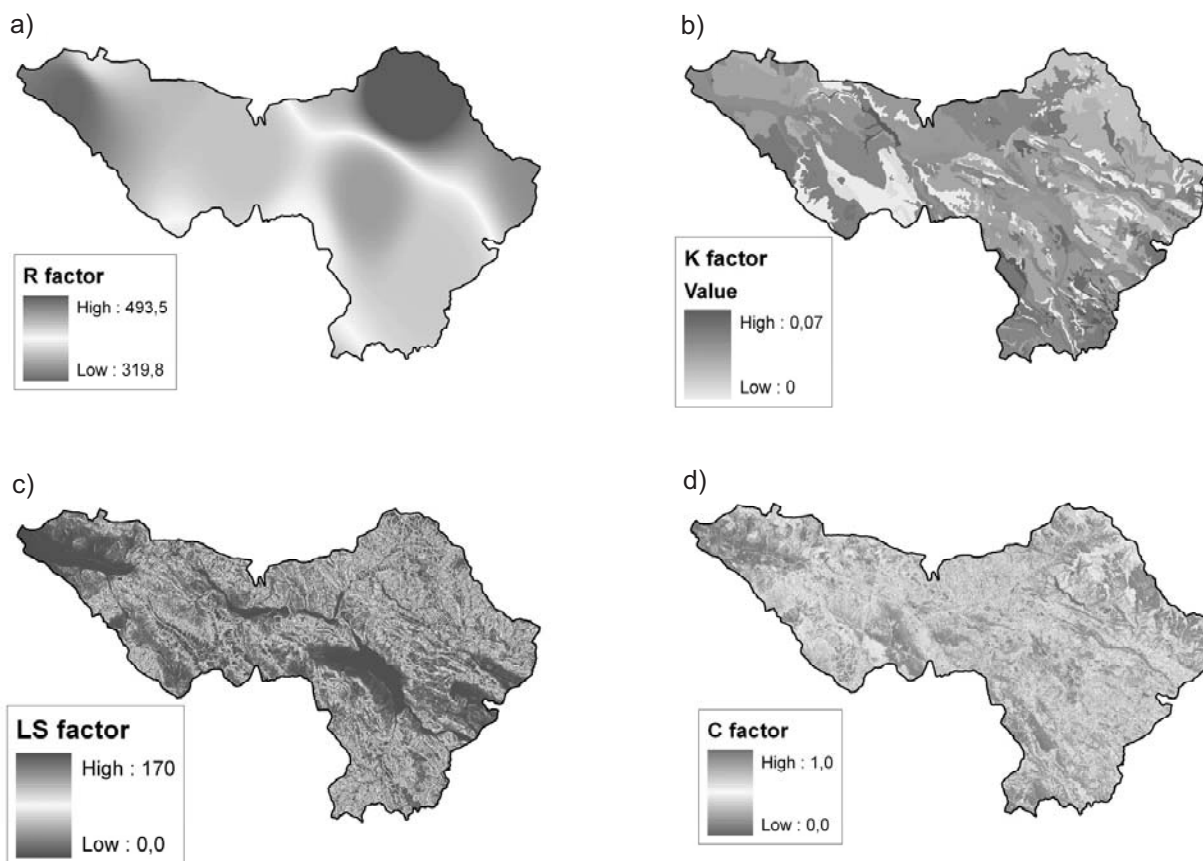 a)
R factor
High : 493,5
Low : 319,8
b)
K factor
Value
High : 0,07
Low : 0
c)
LS factor
High : 170
Low : 0,0
d)
C factor
High : 1,0
Low : 0,0